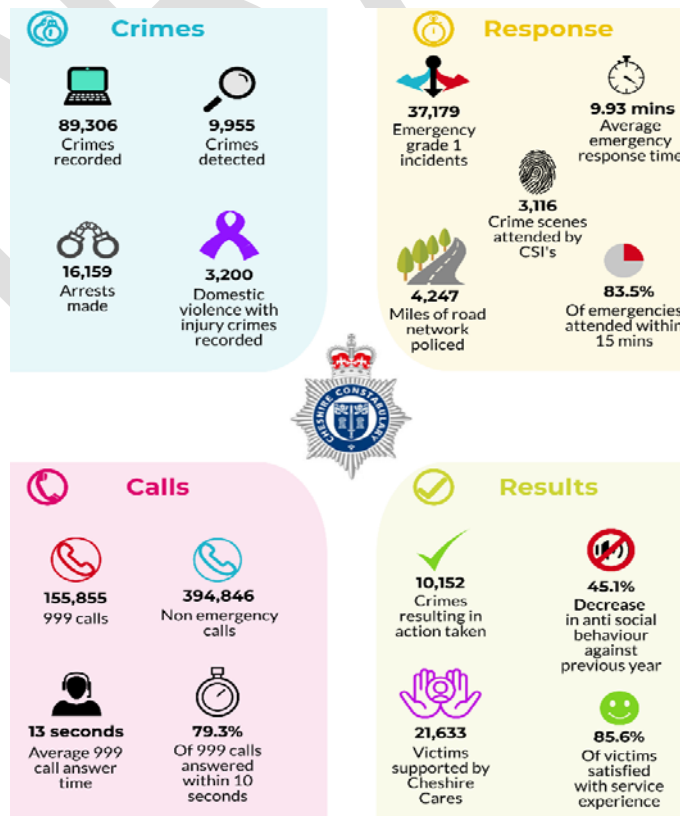 Crimes
89,306
Crimes
recorded
9,955
Crimes
detected
16,159
Arrests
made
3,200
Domestic
violence with
injury crimes
recorded
Response
37,179
Emergency
grade 1
incidents
9.93 mins
Average
emergency
response time
3,116
Crime scenes
attended by
CSI's
4,247
Miles of road
network
policed
83.5%
Of emergencies
attended within
15 mins
CHESHIRE CONSTABULARY
Calls
155,855
999 calls
394,846
Non emergency
calls
13 seconds
Average 999
call answer
time
79.3%
Of 999 calls
answered
within 10
seconds
Results
10,152
Crimes
resulting in
action taken
45.1%
Decrease
in anti social
behaviour
against
previous year
21,633
Victims
supported by
Cheshire
Cares
85.6%
Of victims
satisfied
with service
experience